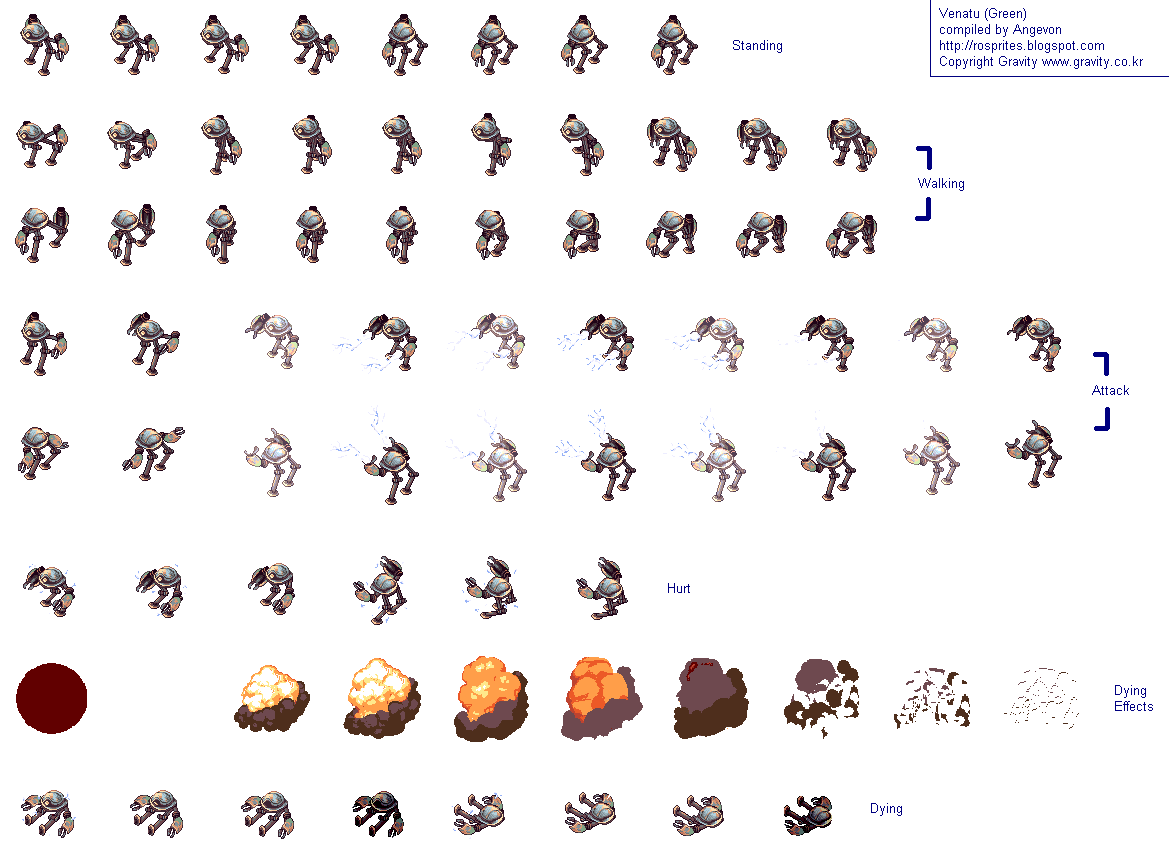 Venatu (Green)
compiled by Angevon
http://rosprites.blogspot.com
Copyright Gravity www.gravity.co.kr
Standing
Walking
Attack
Hurt
Dying
Effects
Dying